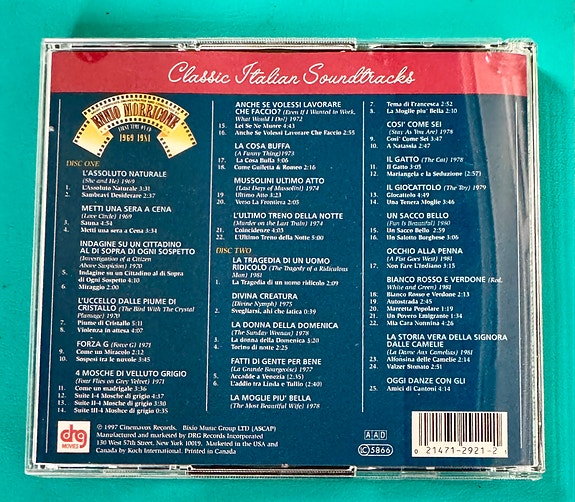 Classic Italian Soundtracks
ENNIO MORRICONE
FIRST TIME ON CD
1969 1981
DISC ONE
L'ASSOLUTO NATURALE
(She and He) 1969
1. L'Assoluto Naturale 3:31
2. Sambravi Desiderare 2:37
METTI UNA SERA A CENA
(Love Circle) 1969
3. Sauna 4:54
4. Metti una sera a Cena 3:34
INDAGINE SU UN CITTADINO
AL DI SOPRA DI OGNI SOSPETTO
(Investigation of a Citizen
Above Suspicion) 1970
5. Indagine su un Cittadino al di Sopra
di Ogni Sospetto 4:10
6. Miraggio 2:00
L'UCCELLO DALLE PIUME DI
CRISTALLO (The Bird With The Crystal
Plumage) 1970
7. Piume di Cristallo 5:11
8. Violenza in attesa 4:07
FORZA G (Force G) 1971
9. Come un Miracolo 2:12
10. Sospesi tra le nuvole 3:45
4 MOSCHE DI VELLUTO GRIGIO
(Four Flies on Grey Velvet) 1971
11. Come un madrigale 3:36
12. Suite I-4 Mosche di grigio 4:37
13. Suite II-4 Mosche di grigio 3:50
14. Suite III-4 Moshce di grigio 0:35
ANCHE SE VOLESSI LAVORARE
CHE FACCIO? (Even if I Wanted to Work,
What Would I Do?) 1972
15. Lei Se Ne Muore 4:43
16. Anche Se Volessi Lavorare Che Faccio 2:55
LA COSA BUFFA
(A Funny Thing)1973
17. La Cosa Buffa 3:06
18. Come Guiletta & Romeo 2:16
MUSSOLINI ULTIMO ATTO
(Last Days of Mussolini) 1974
19 Ultimo Atto 3:23
20. Verso La Frontiera 2:05
L'ULTIMO TRENO DELLA NOTTE
(Murder on the Last Train) 1974
21. Coincidenze 4:03
22. L'Ultimo Treno della Notte 5:00
DISC TWO
LA TRAGEDIA DI UN UOMO
RIDICOLO (The Tragedy of a Ridiculous
Man) 1981
1. La Tragedia di un uomo ridicolo 2:09
DIVINA CREATURA
(Divine Nymph) 1975
2. Svegliarsi, ahi che fatica 0:39
LA DONNA DELLA DOMENICA
(The Sunday Woman) 1978
3. La donna della Domenica 3:20
4. Torino di notte 2:25
FATTI DI GENTE PER BENE
(La Grande Bourgeoise) 1977
5. Accadde a Venezia (2:35)
6. L'addio tra Linda e Tullio (2:40)
LA MOGLIE PIU' BELLA
(The Most Beautiful Wife) 1978
7. Tema di Francesca 2:52
8. La Moglie piu' Bella 2:10
COSI' COME SEI
(Stay As You Are) 1978
9. Cosi' Come Sei 3:47
10. A Natassia 2:47
IL GATTO (The Cat) 1978
11. Il Gatto 5:03
12. Mariangela e la Seduzione (2:57)
IL GIOCATTOLO (The Toy) 1979
13. Giocattolo 4:49
14. Una Tenera Moglie 3:46
UN SACCO BELLO
(Fun Is Beautiful) 1980
15. Un Sacco Bello 2:59
16. Un Salotto Borghese 3:06
OCCHIO ALLA PENNA
(A Fist Goes West) 1981
17. Non Fare L'Indiano 3:15
BIANCO ROSSO E VERDONE (Red,
White and Green) 1981
18. Bianco Rosso e Verdone 2:13
19. Autostrada 2:45
20. Marcetta Popolare 1:19
21. Un Povero Emigrante 1:34
22. Mia Cara Nonnina 4:26
LA STORIA VERA DELLA SIGNORA
DALLE CAMELIE
(La Dame Aux Camelias) 1981
23. Alfonsina delle Camelie 2:14
24. Valzer Stonato 2:51
OGGI DANZE CON GLI
25. Amici di Cantoni 4:14
drg
MOVIES
℗ 1997 Cinemavox Records, Bixio Music Group LTD (ASCAP)
Manufactured and marketed by DRG Records Incorporated
130 West 57th Street, New York 10019. Marketed in the USA and
Canada by Koch International. Printed in Canada
AAD
LC 5866
0 21471-2921-2